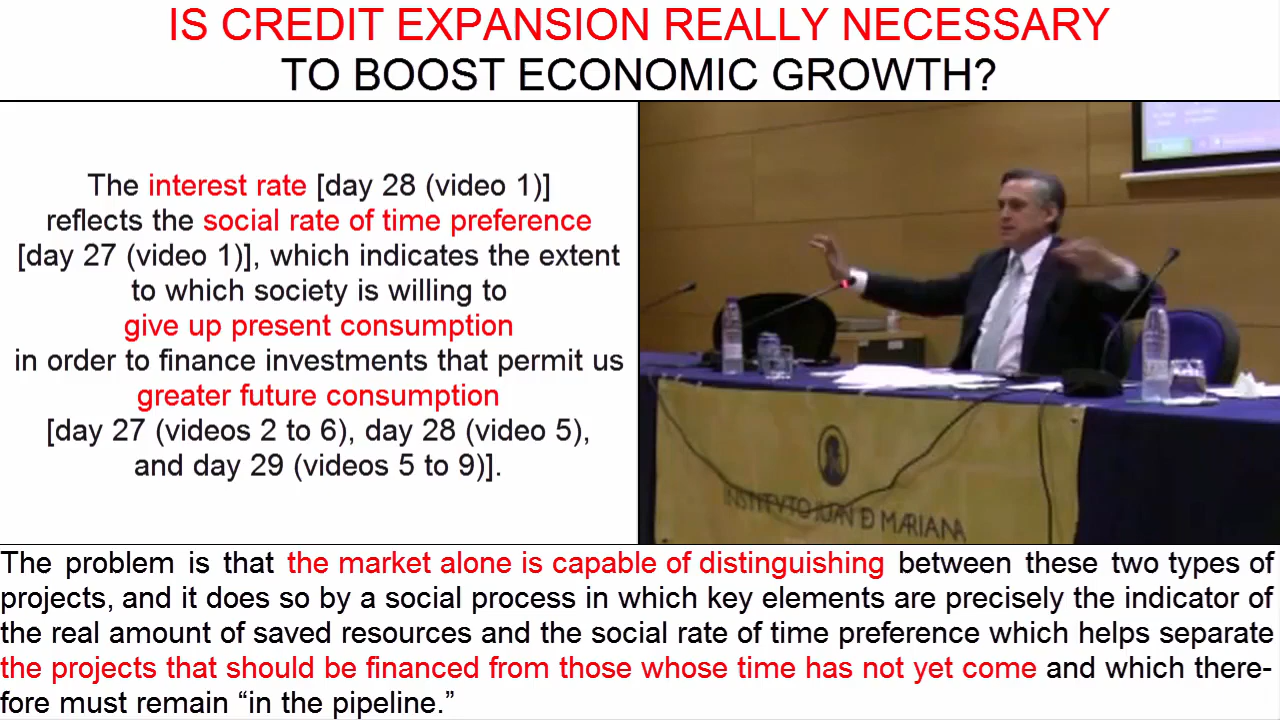 IS CREDIT EXPANSION REALLY NECESSARY
TO BOOST ECONOMIC GROWTH?
The interest rate [day 28 (video 1)]
reflects the social rate of time preference
[day 27 (video 1)], which indicates the extent
to which society is willing to
give up present consumption
in order to finance investments that permit us
greater future consumption
[day 27 (videos 2 to 6), day 28 (video 5),
and day 29 (videos 5 to 9)].
INSTITVTO JUAN Đ MARIANA
The problem is that the market alone is capable of distinguishing between these two types of
projects, and it does so by a social process in which key elements are precisely the indicator of
the real amount of saved resources and the social rate of time preference which helps separate
the projects that should be financed from those whose time has not yet come and which there-
fore must remain “in the pipeline.”